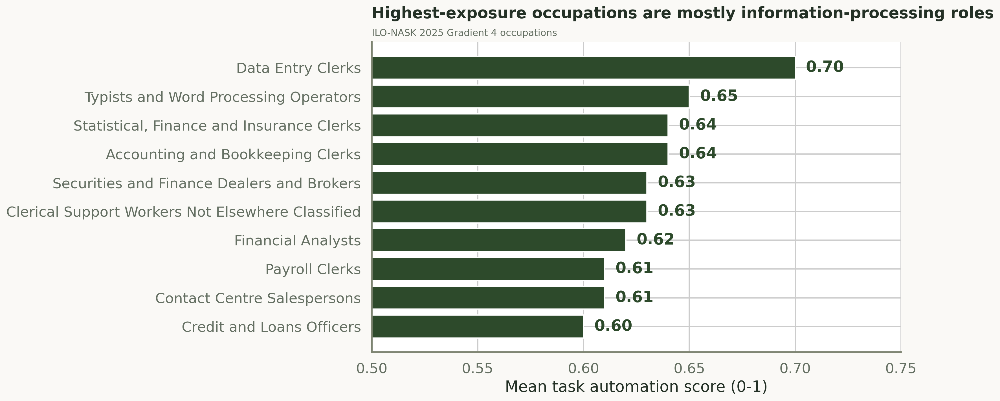 Highest-exposure occupations are mostly information-processing roles
ILO-NASK 2025 Gradient 4 occupations
Data Entry Clerks 0.70
Typists and Word Processing Operators 0.65
Statistical, Finance and Insurance Clerks 0.64
Accounting and Bookkeeping Clerks 0.64
Securities and Finance Dealers and Brokers 0.63
Clerical Support Workers Not Elsewhere Classified 0.63
Financial Analysts 0.62
Payroll Clerks 0.61
Contact Centre Salespersons 0.61
Credit and Loans Officers 0.60
0.50 0.55 0.60 0.65 0.70 0.75
Mean task automation score (0-1)